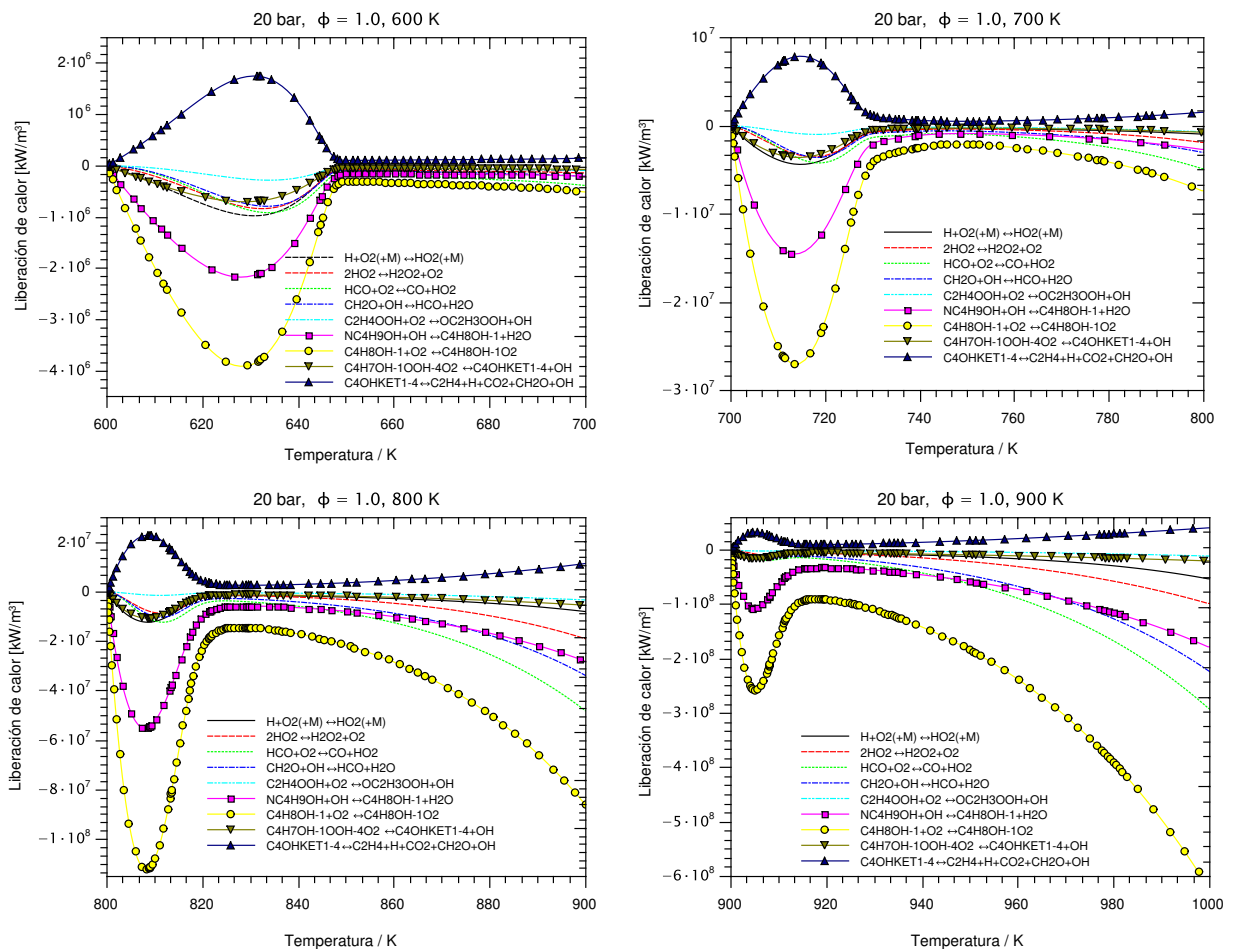 20 bar, ϕ = 1.0, 600 K
Liberación de calor [kW/m³]
2·10⁶
10⁶
0
−1·10⁶
−2·10⁶
−3·10⁶
−4·10⁶
H+O2(+M) ↔HO2(+M)
2HO2↔H2O2+O2
HCO+O2↔CO+HO2
CH2O+OH↔HCO+H2O
C2H4OOH+O2 ↔OC2H3OOH+OH
NC4H9OH+OH ↔C4H8OH-1+H2O
C4H8OH-1+O2 ↔C4H8OH-1O2
C4H7OH-1OOH-4O2 ↔C4OHKET1-4+OH
C4OHKET1-4↔C2H4+H+CO2+CH2O+OH
600 620 640 660 680 700
Temperatura / K
20 bar, ϕ = 1.0, 700 K
Liberación de calor [kW/m³]
10⁷
0
−1·10⁷
−2·10⁷
−3·10⁷
H+O2(+M) ↔HO2(+M)
2HO2↔H2O2+O2
HCO+O2↔CO+HO2
CH2O+OH↔HCO+H2O
C2H4OOH+O2 ↔OC2H3OOH+OH
NC4H9OH+OH ↔C4H8OH-1+H2O
C4H8OH-1+O2 ↔C4H8OH-1O2
C4H7OH-1OOH-4O2 ↔C4OHKET1-4+OH
C4OHKET1-4↔C2H4+H+CO2+CH2O+OH
700 720 740 760 780 800
Temperatura / K
20 bar, ϕ = 1.0, 800 K
Liberación de calor [kW/m³]
2·10⁷
0
−2·10⁷
−4·10⁷
−6·10⁷
−8·10⁷
−1·10⁸
H+O2(+M) ↔HO2(+M)
2HO2↔H2O2+O2
HCO+O2↔CO+HO2
CH2O+OH↔HCO+H2O
C2H4OOH+O2 ↔OC2H3OOH+OH
NC4H9OH+OH ↔C4H8OH-1+H2O
C4H8OH-1+O2 ↔C4H8OH-1O2
C4H7OH-1OOH-4O2 ↔C4OHKET1-4+OH
C4OHKET1-4↔C2H4+H+CO2+CH2O+OH
800 820 840 860 880 900
Temperatura / K
20 bar, ϕ = 1.0, 900 K
Liberación de calor [kW/m³]
0
−1·10⁸
−2·10⁸
−3·10⁸
−4·10⁸
−5·10⁸
−6·10⁸
H+O2(+M) ↔HO2(+M)
2HO2↔H2O2+O2
HCO+O2↔CO+HO2
CH2O+OH↔HCO+H2O
C2H4OOH+O2 ↔OC2H3OOH+OH
NC4H9OH+OH ↔C4H8OH-1+H2O
C4H8OH-1+O2 ↔C4H8OH-1O2
C4H7OH-1OOH-4O2 ↔C4OHKET1-4+OH
C4OHKET1-4↔C2H4+H+CO2+CH2O+OH
900 920 940 960 980 1000
Temperatura / K